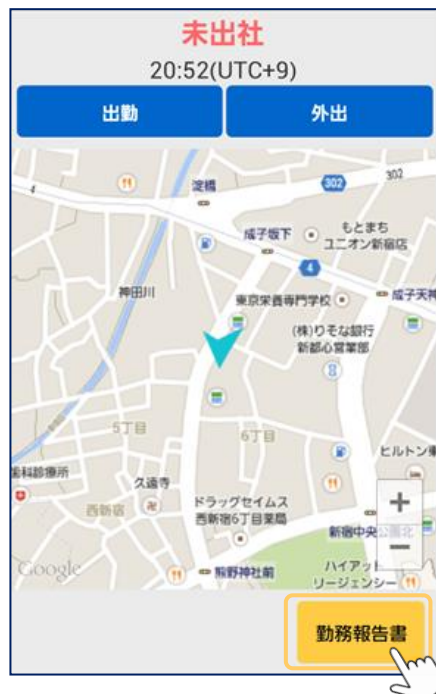 未出社
20:52(UTC+9)
出勤
外出
302
302
4
淀橋
成子坂下
もとまち
ユニオン新宿店
4
神田川
東京栄養専門学校
成子天神
(株)りそな銀行
新都心営業部
5丁目
6丁目
ヒルトン東
歯科診療所
久遠寺
西新宿
ドラッグセイムス
西新宿6丁目薬局
新宿中央公園北
+
−
Google
熊野神社前
ハイアット
リージェンシー
勤務報告書